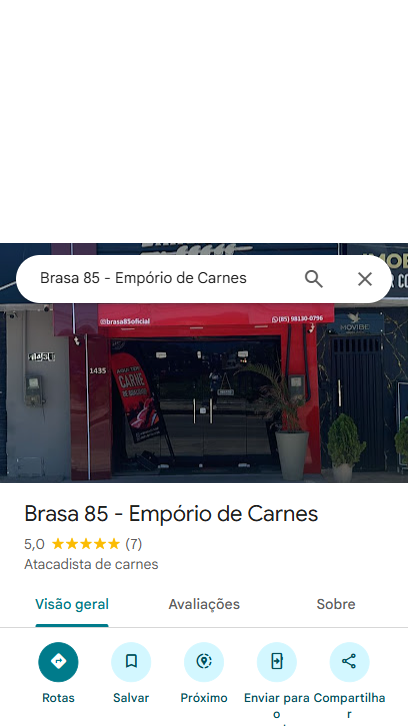 Brasa 85 - Empório de Carnes
@brasa85oficial
(85) 98130-0796
MOVIBE
1435
CARNE
Brasa 85 - Empório de Carnes
5,0 (7)
Atacadista de carnes
Visão geral Avaliações Sobre
Rotas Salvar Próximo Enviar para o Compartilhar